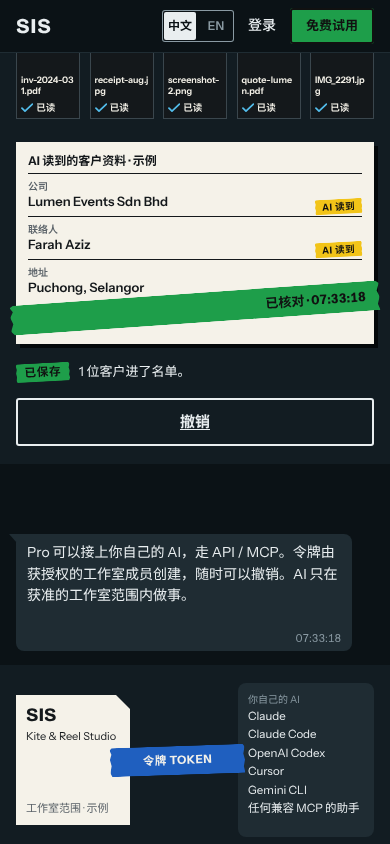 SIS
中文 EN 登录 免费试用
inv-2024-03
1.pdf
已读
receipt-aug.j
pg
已读
screenshot-
2.png
已读
quote-lume
n.pdf
已读
IMG_2291.jp
g
已读
AI 读到的客户资料·示例
公司
Lumen Events Sdn Bhd
AI 读到
联络人
Farah Aziz
AI 读到
地址
Puchong, Selangor
已核对·07:33:18
已保存 1 位客户进了名单。
撤销
Pro 可以接上你自己的 AI，走 API / MCP。令牌由
获授权的工作室成员创建，随时可以撤销。AI 只在
获准的工作室范围内做事。
07:33:18
SIS
Kite & Reel Studio
工作室范围·示例
令牌 TOKEN
你自己的 AI
Claude
Claude Code
OpenAI Codex
Cursor
Gemini CLI
任何兼容 MCP 的助手